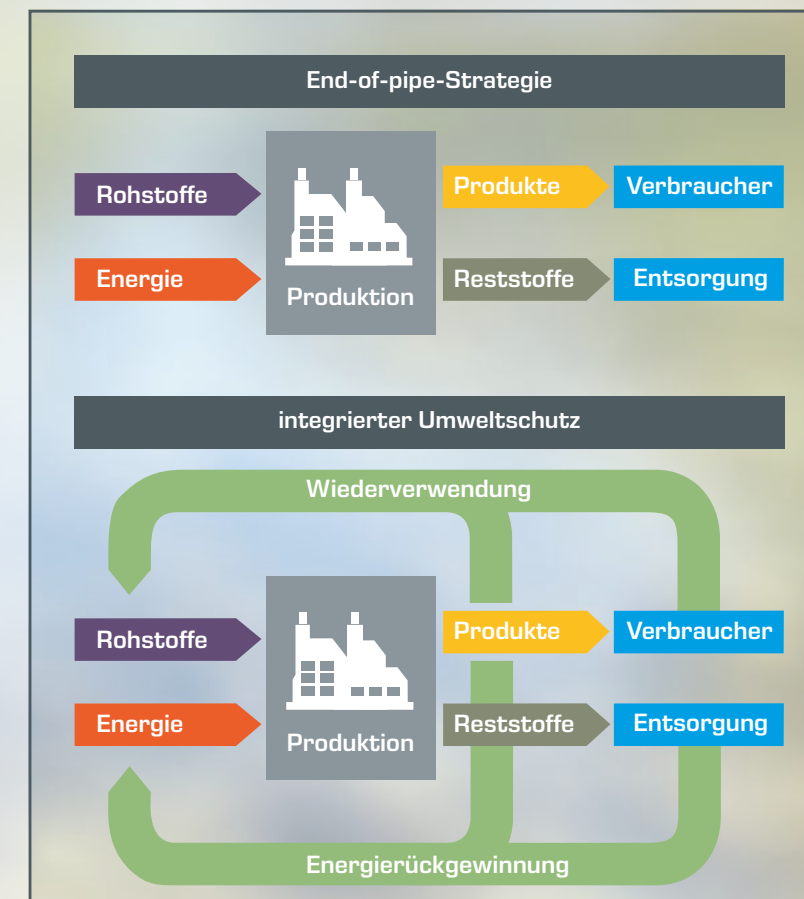 End-of-pipe-Strategie
Rohstoffe
Produkte
Verbraucher
Energie
Reststoffe
Entsorgung
Produktion
integrierter Umweltschutz
Wiederverwendung
Rohstoffe
Produkte
Verbraucher
Energie
Reststoffe
Entsorgung
Produktion
Energierückgewinnung